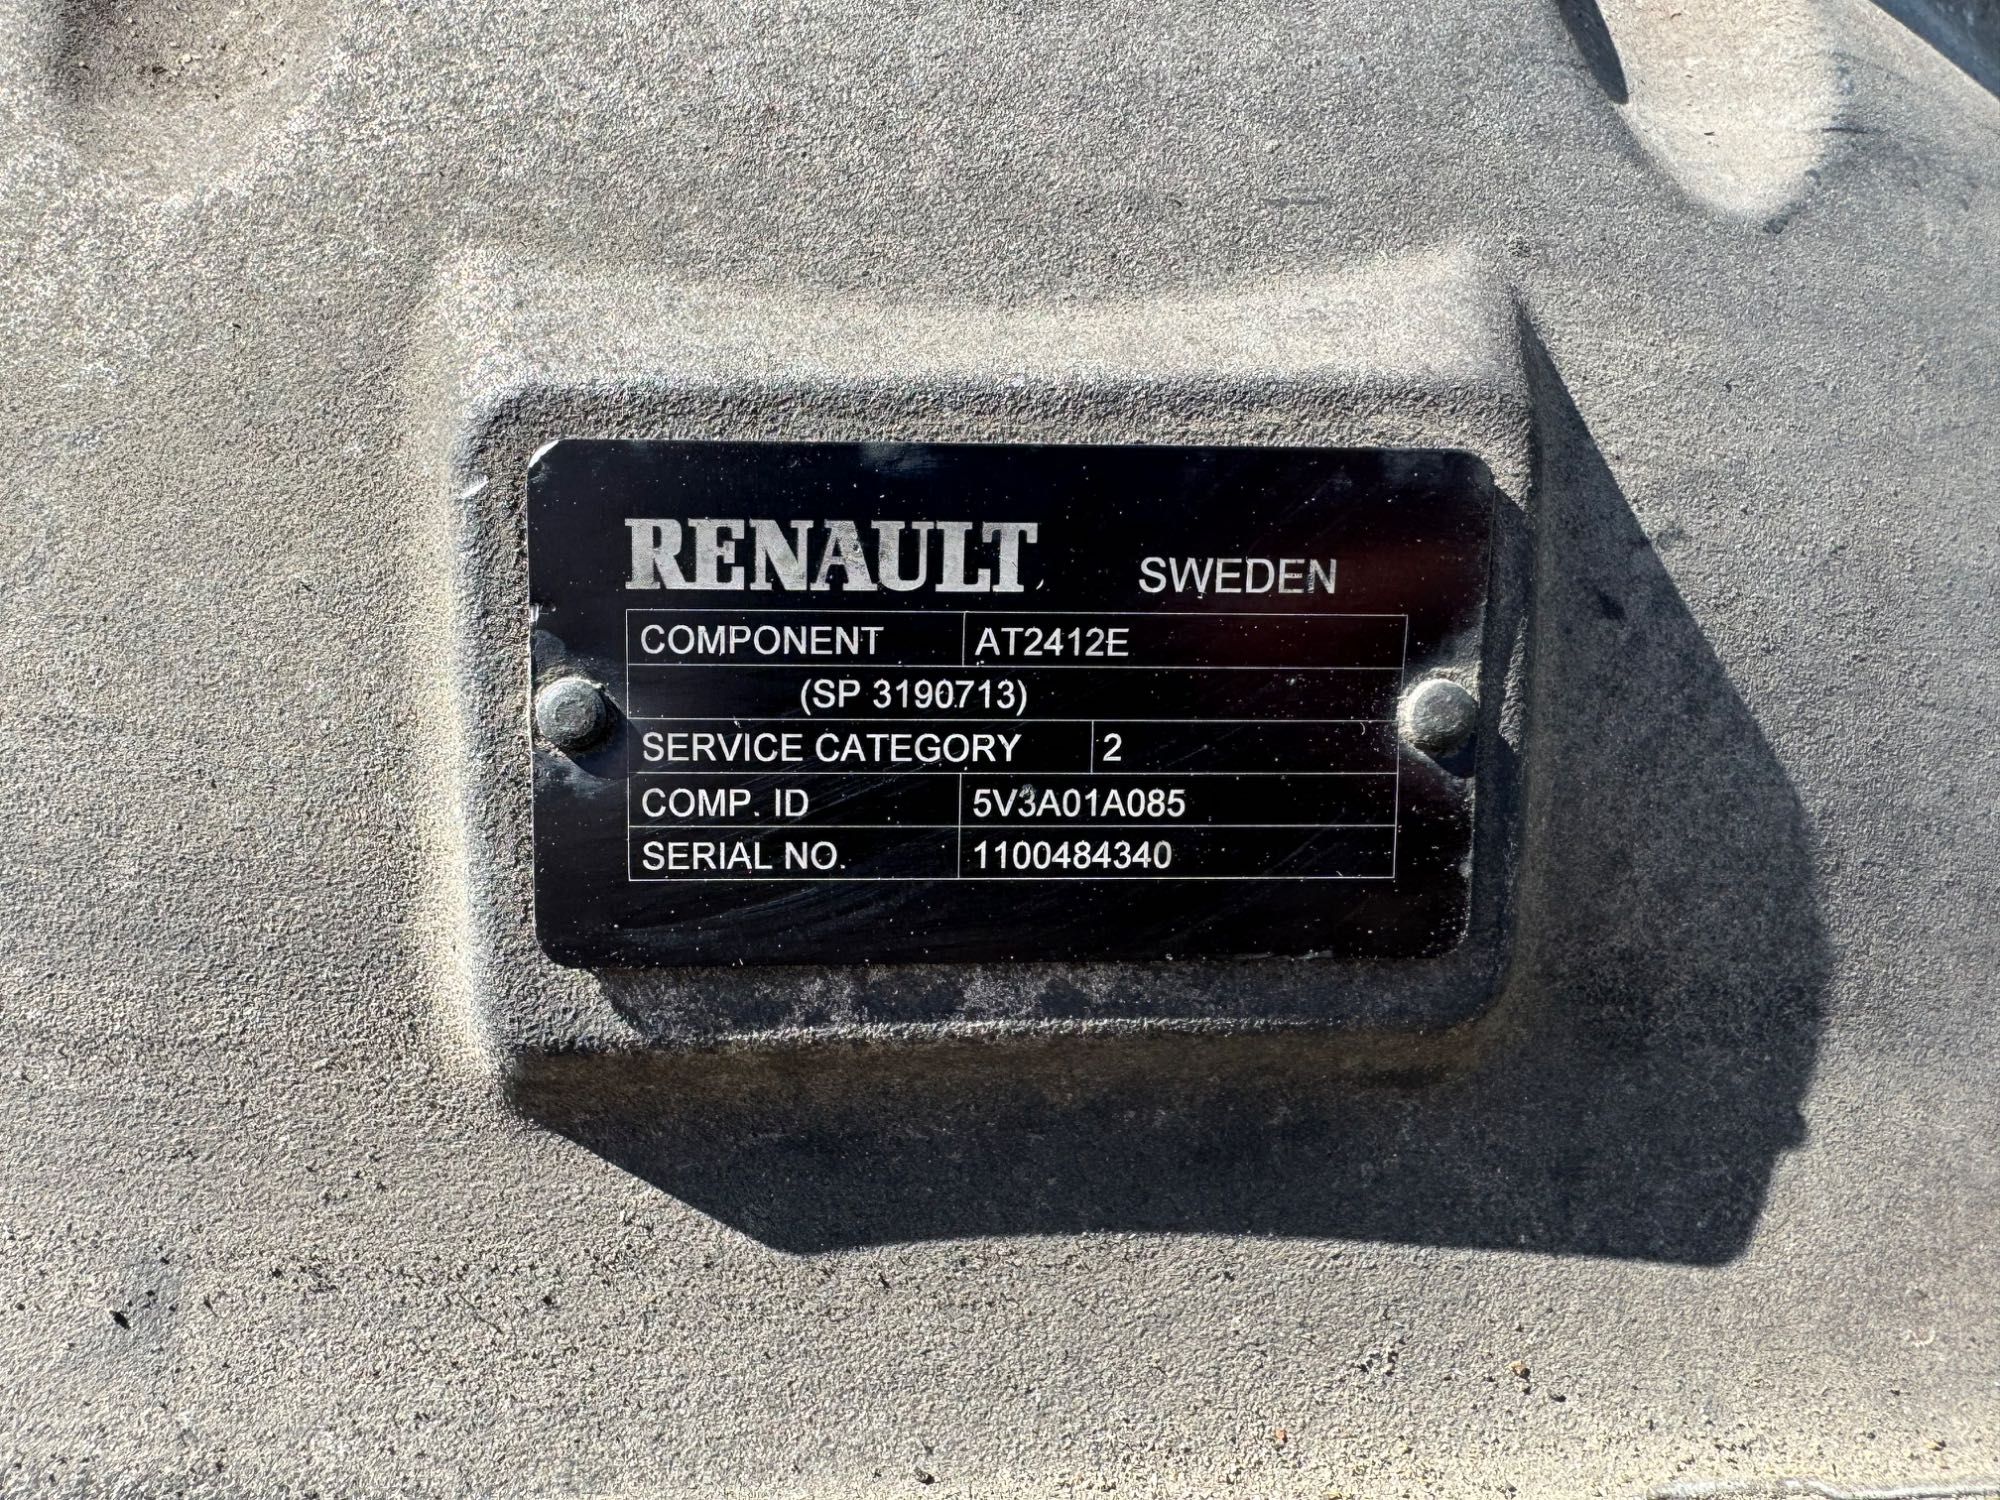 RENAULT SWEDEN
COMPONENT AT2412E
(SP 3190713)
SERVICE CATEGORY 2
COMP. ID 5V3A01A085
SERIAL NO. 1100484340